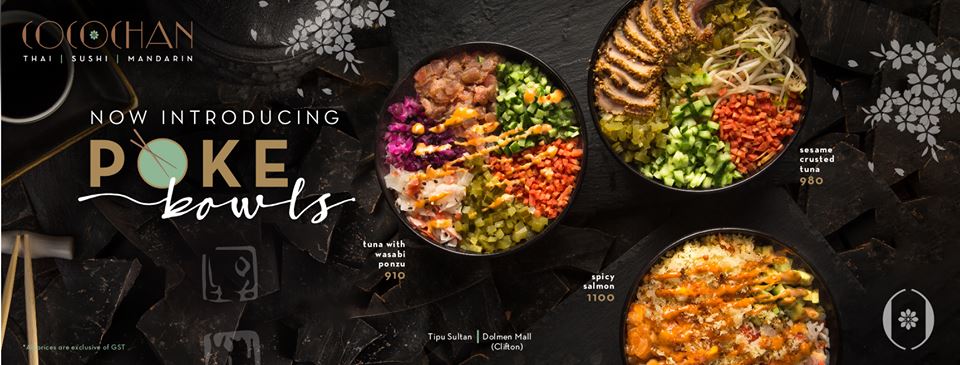 COCOCHAN
THAI | SUSHI | MANDARIN
NOW INTRODUCING
POKE
bowls
tuna with
wasabi
ponzu
910
sesame
crusted
tuna
980
spicy
salmon
1100
Tipu Sultan | Dolmen Mall
(Clifton)
*All prices are exclusive of GST